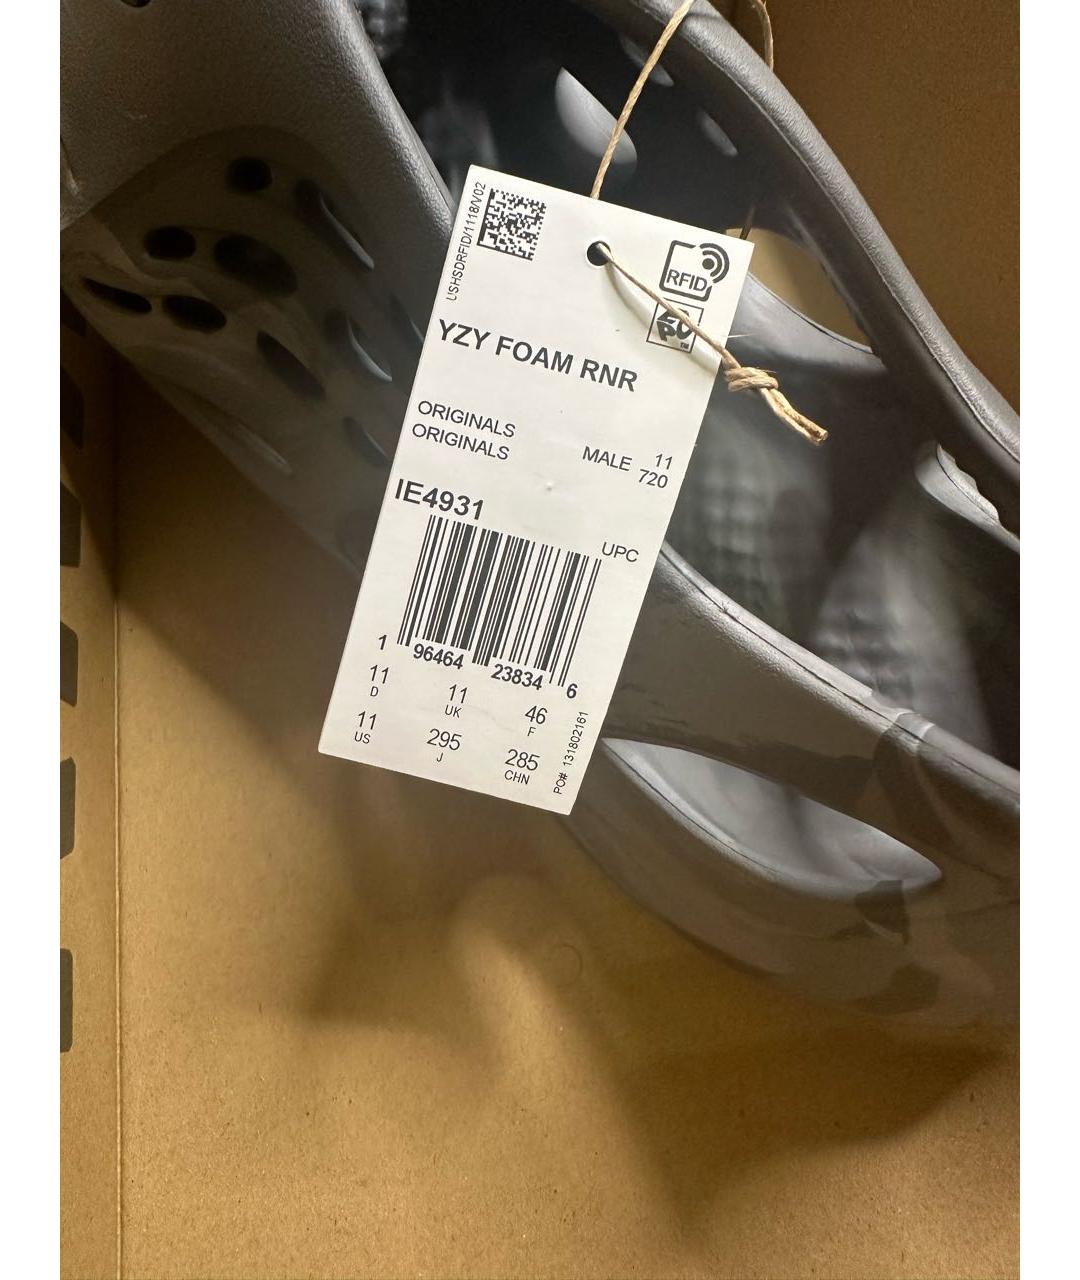 USHSDRFID/1118/V02
RFID
YZY FOAM RNR
ORIGINALS
ORIGINALS
MALE 11
720
IE4931
UPC
1 96464 23834 6
11 11 46
D UK F
11 295 285
US J CHN
PO# 131802161